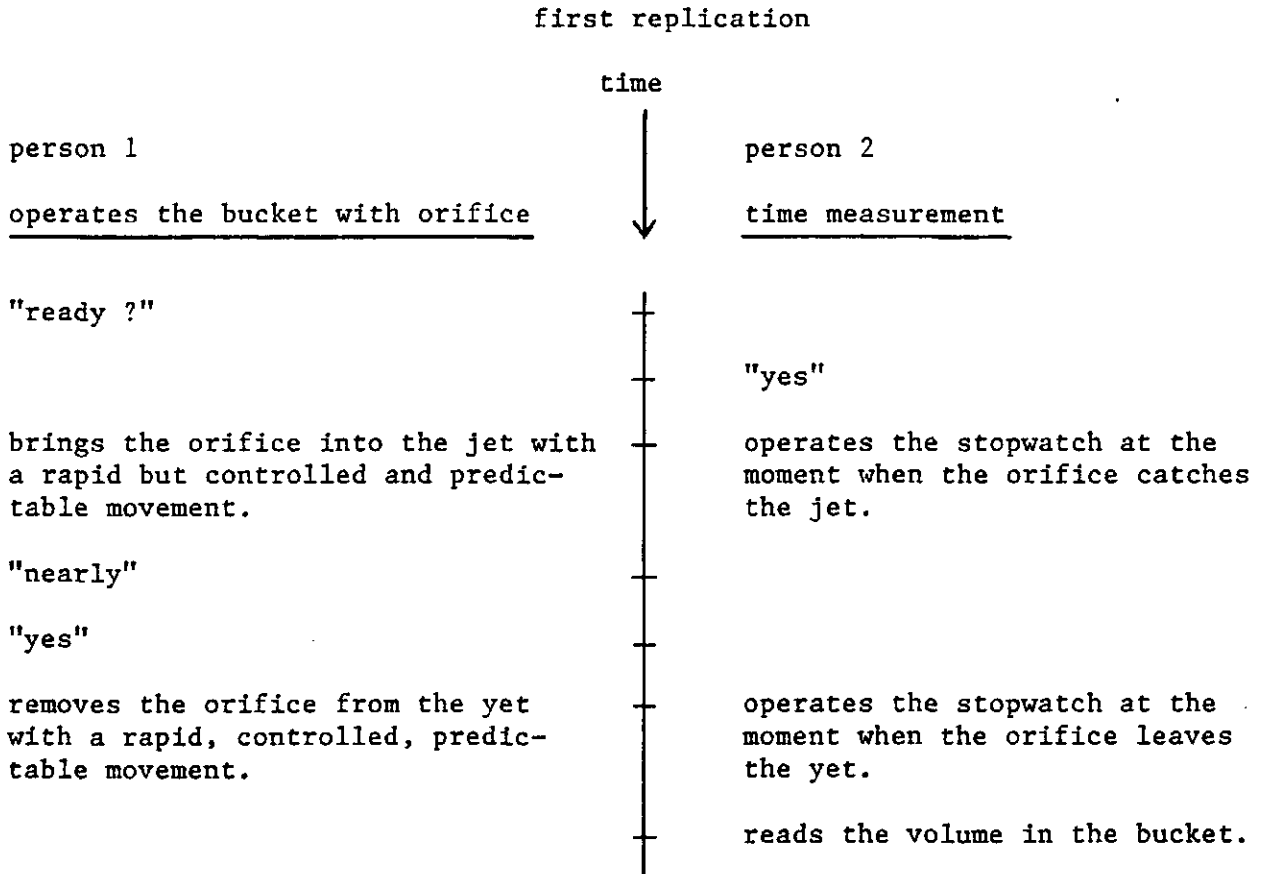 first replication
time
person 1
person 2
operates the bucket with orifice
time measurement
"ready ?"
"yes"
brings the orifice into the jet with
a rapid but controlled and predic-
table movement.
operates the stopwatch at the
moment when the orifice catches
the jet.
"nearly"
"yes"
removes the orifice from the yet
with a rapid, controlled, predic-
table movement.
operates the stopwatch at the
moment when the orifice leaves
the yet.
reads the volume in the bucket.